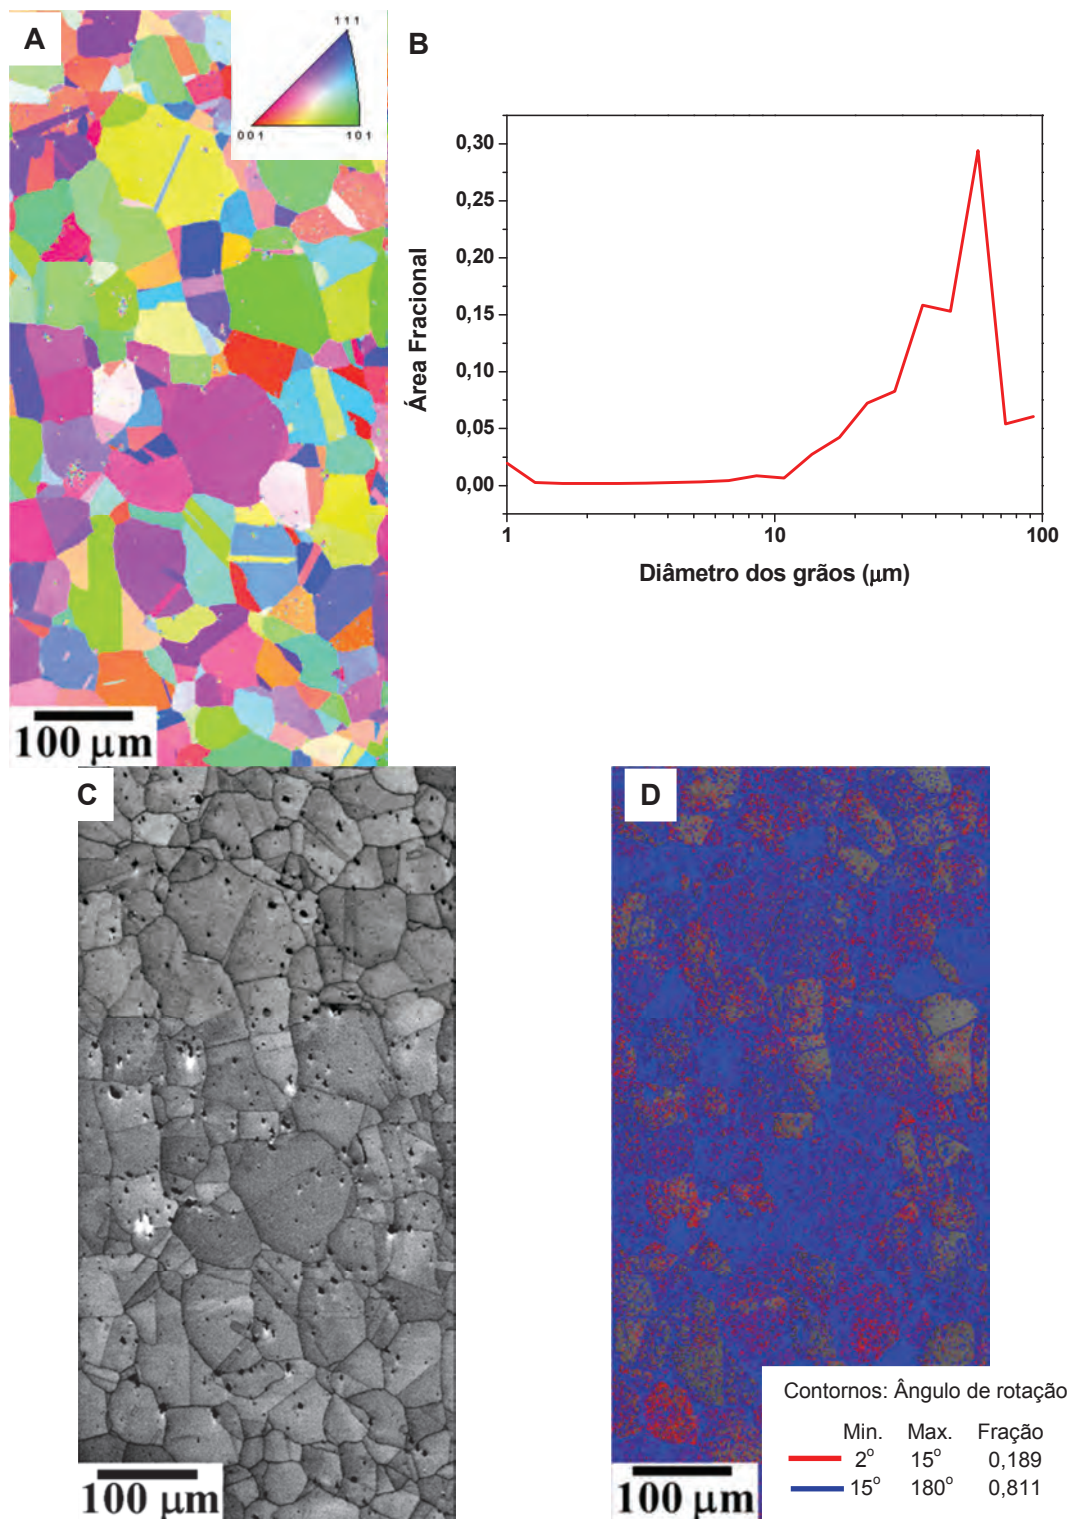 A
111
001
101
100 μm
B
Área Fracional
0,30
0,25
0,20
0,15
0,10
0,05
0,00
1
10
100
Diâmetro dos grãos (μm)
C
100 μm
D
100 μm
Contornos: Ângulo de rotação
Min. Max. Fração
2° 15° 0,189
15° 180° 0,811